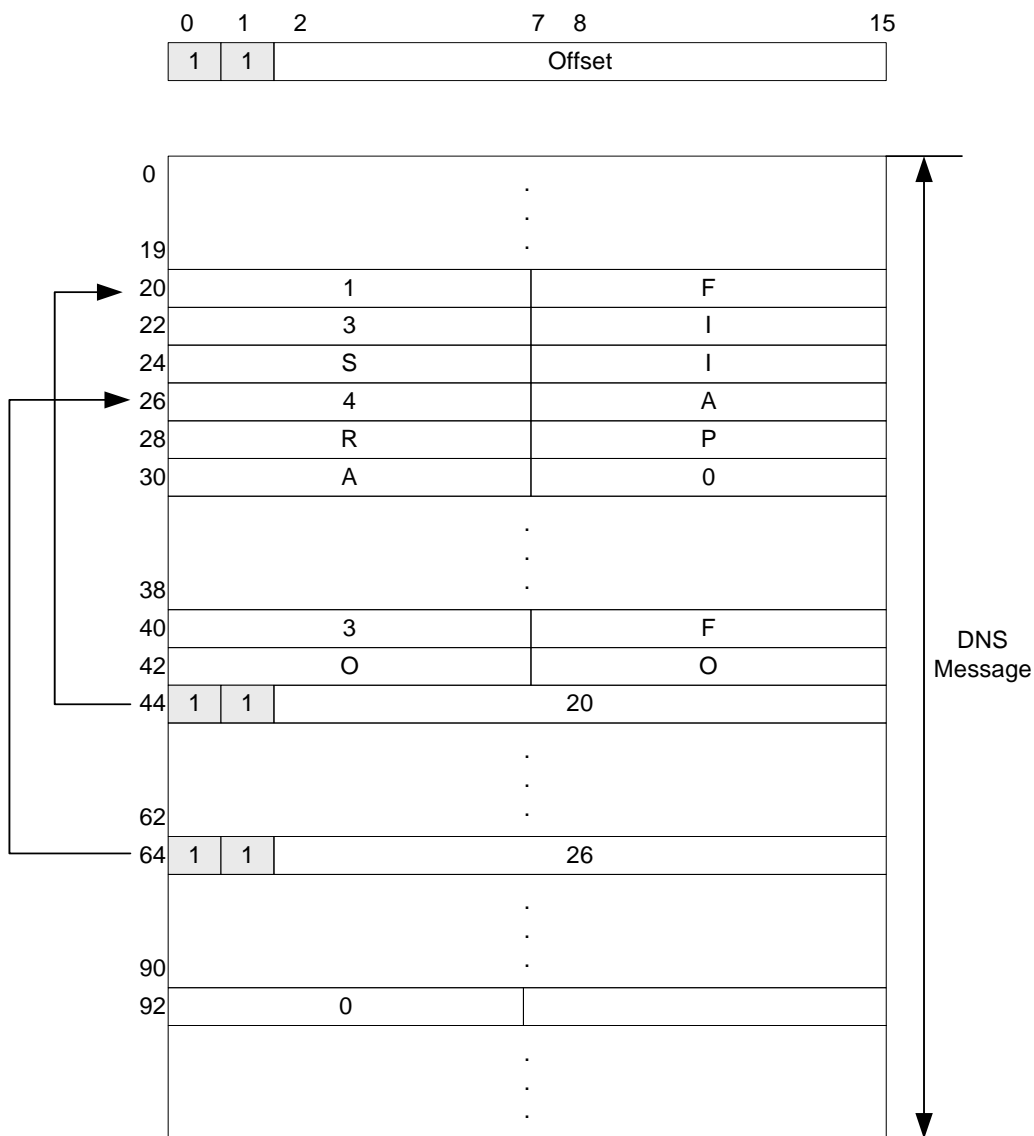 0 1 2 7 8 15
1 1 Offset
0
.
.
.
19
20 1 F
22 3 I
24 S I
26 4 A
28 R P
30 A 0
.
.
.
38
40 3 F
DNS
42 O O
Message
44 1 1 20
.
.
.
62
64 1 1 26
.
.
.
90
92 0
.
.
.